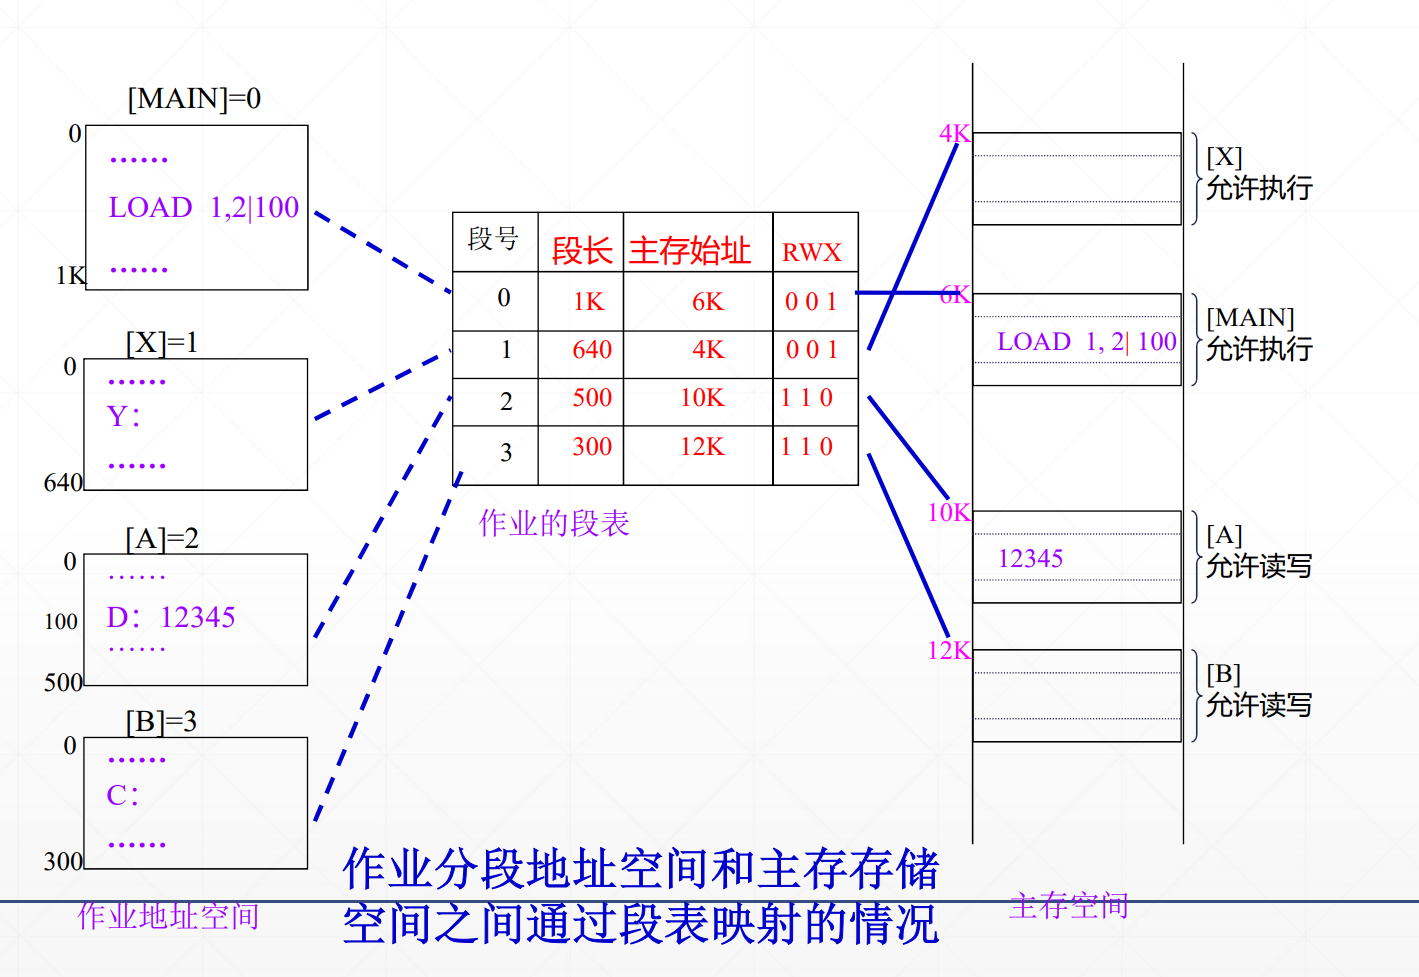 [MAIN]=0
0
......
LOAD 1,2|100
......
1K
[X]=1
0
......
Y:
......
640
[A]=2
0
......
100
D: 12345
......
500
[B]=3
0
......
C:
......
300
作业地址空间
段号 段长 主存始址 RWX
0 1K 6K 0 0 1
1 640 4K 0 0 1
2 500 10K 1 1 0
3 300 12K 1 1 0
作业的段表
4K
[X]
允许执行
6K
[MAIN]
LOAD 1, 2| 100
允许执行
10K
[A]
12345
允许读写
12K
[B]
允许读写
主存空间
作业分段地址空间和主存存储
空间之间通过段表映射的情况